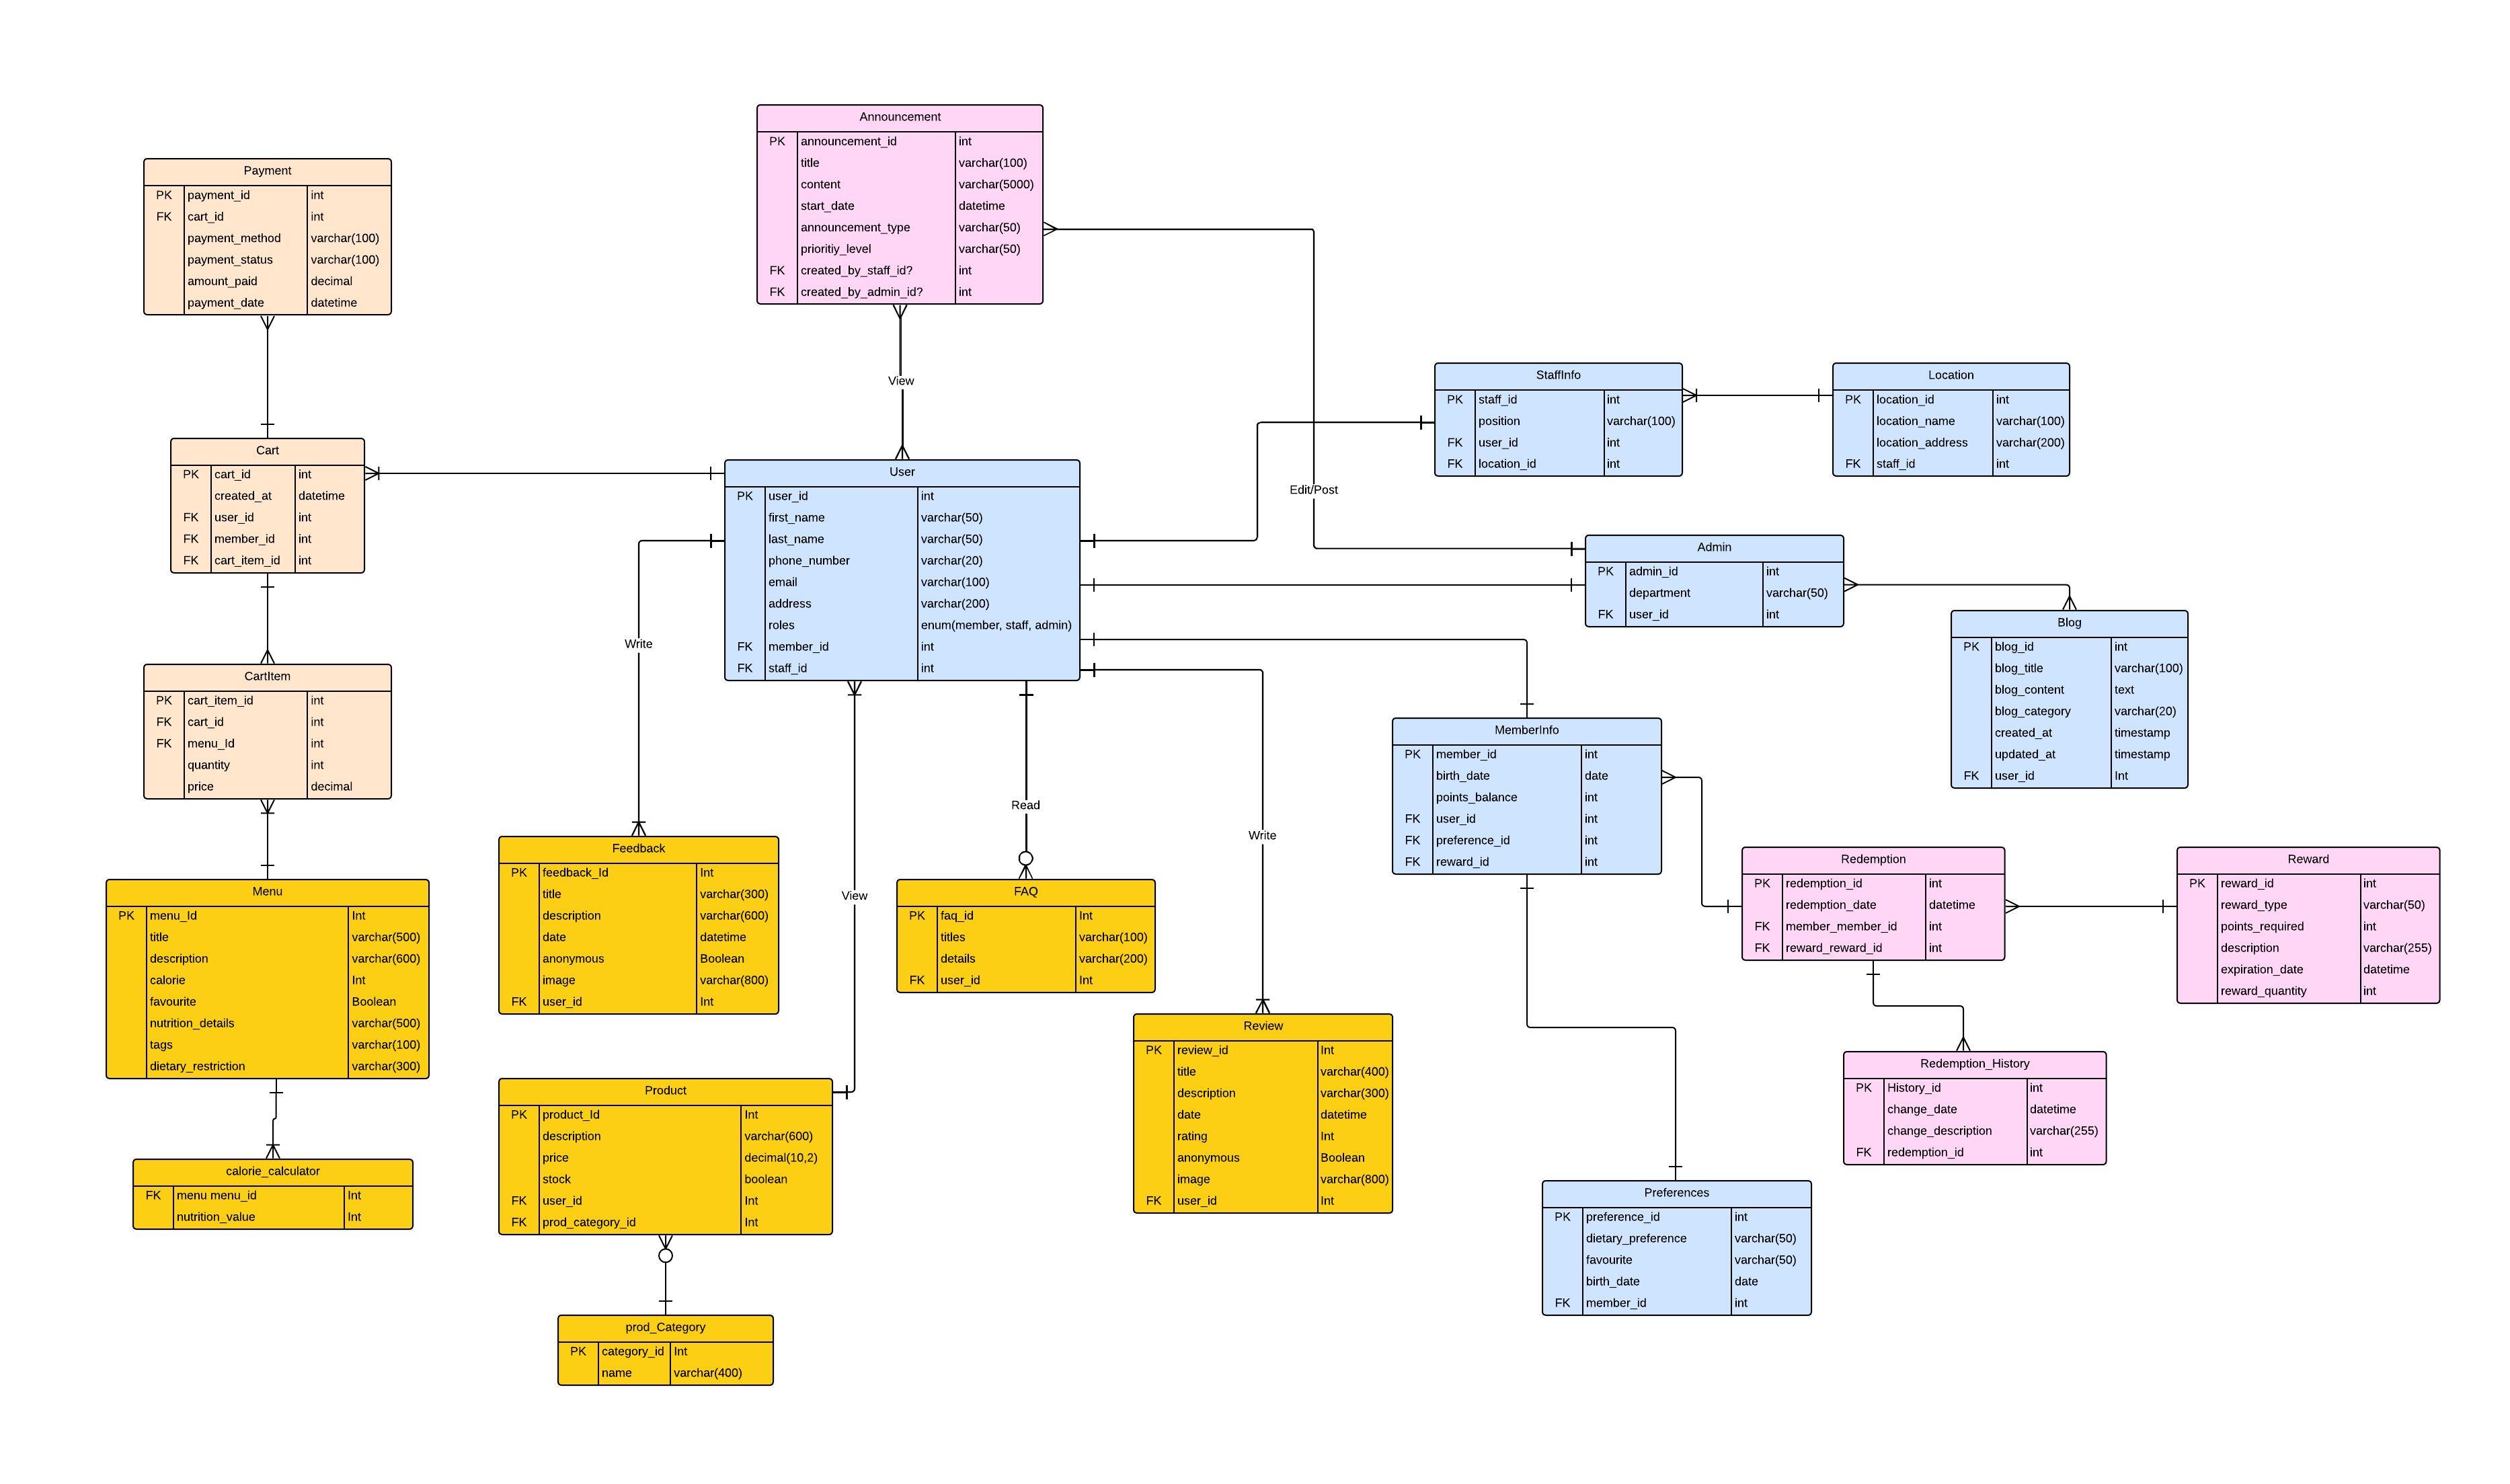 Announcement
PK announcement_id int
title varchar(100)
content varchar(5000)
start_date datetime
announcement_type varchar(50)
prioritiy_level varchar(50)
FK created_by_staff_id? int
FK created_by_admin_id? int
Payment
PK payment_id int
FK cart_id int
payment_method varchar(100)
payment_status varchar(100)
amount_paid decimal
payment_date datetime
View
StaffInfo
PK staff_id int
position varchar(100)
FK user_id int
FK location_id int
Location
PK location_id int
location_name varchar(100)
location_address varchar(200)
FK staff_id int
Cart
PK cart_id int
created_at datetime
FK user_id int
FK member_id int
FK cart_item_id int
User
PK user_id int
first_name varchar(50)
last_name varchar(50)
phone_number varchar(20)
email varchar(100)
address varchar(200)
roles enum(member, staff, admin)
FK member_id int
FK staff_id int
Edit/Post
Admin
PK admin_id int
department varchar(50)
FK user_id int
Blog
PK blog_id int
blog_title varchar(100)
blog_content text
blog_category varchar(20)
created_at timestamp
updated_at timestamp
FK user_id Int
Write
CartItem
PK cart_item_id int
FK cart_id int
FK menu_Id int
quantity int
price decimal
MemberInfo
PK member_id int
birth_date date
points_balance int
FK user_id int
FK preference_id int
FK reward_id int
Read
Write
Feedback
PK feedback_Id Int
title varchar(300)
description varchar(600)
date datetime
anonymous Boolean
image varchar(800)
FK user_id Int
View
FAQ
PK faq_id Int
titles varchar(100)
details varchar(200)
FK user_id Int
Redemption
PK redemption_id int
redemption_date datetime
FK member_member_id int
FK reward_reward_id int
Reward
PK reward_id int
reward_type varchar(50)
points_required int
description varchar(255)
expiration_date datetime
reward_quantity int
Menu
PK menu_Id Int
title varchar(500)
description varchar(600)
calorie Int
favourite Boolean
nutrition_details varchar(500)
tags varchar(100)
dietary_restriction varchar(300)
Review
PK review_id Int
title varchar(400)
description varchar(300)
date datetime
rating Int
anonymous Boolean
image varchar(800)
FK user_id Int
Redemption_History
PK History_id int
change_date datetime
change_description varchar(255)
FK redemption_id int
Product
PK product_Id Int
description varchar(600)
price decimal(10,2)
stock boolean
FK user_id Int
FK prod_category_id Int
calorie_calculator
FK menu menu_id Int
nutrition_value Int
Preferences
PK preference_id int
dietary_preference varchar(50)
favourite varchar(50)
birth_date date
FK member_id int
prod_Category
PK category_id Int
name varchar(400)